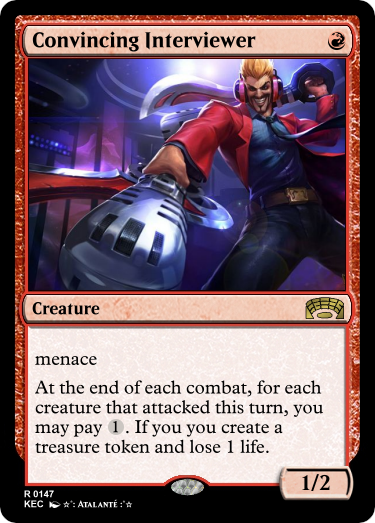 Convincing Interviewer
Creature
menace
At the end of each combat, for each
creature that attacked this turn, you
may pay 1. If you you create a
treasure token and lose 1 life.
1/2
R 0147
KEC ☆: Atalanté :'☆